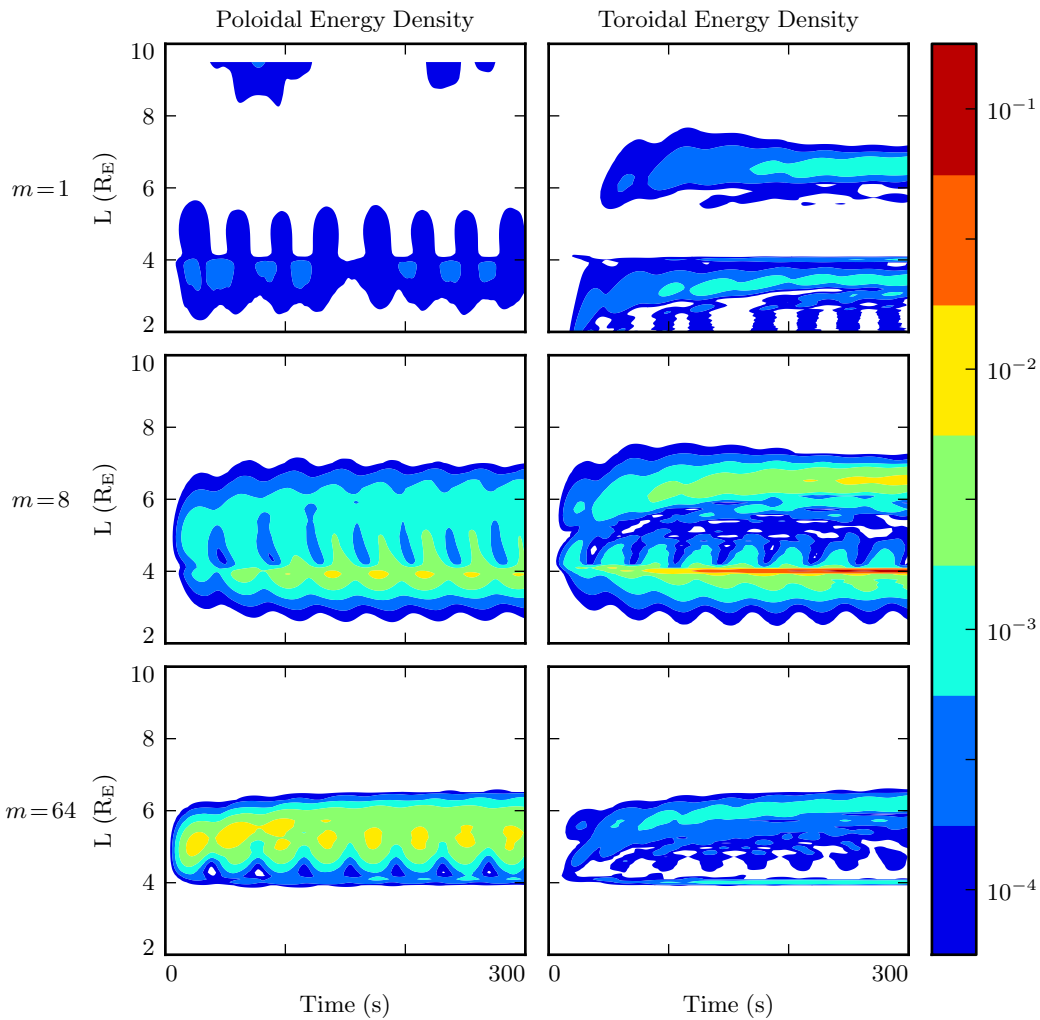 Poloidal Energy Density
Toroidal Energy Density
10
8
6
4
2
L (R_E)
m=1
10
8
6
4
2
L (R_E)
m=8
10
8
6
4
2
L (R_E)
m=64
0
300
Time (s)
0
300
Time (s)
10^{-1}
10^{-2}
10^{-3}
10^{-4}